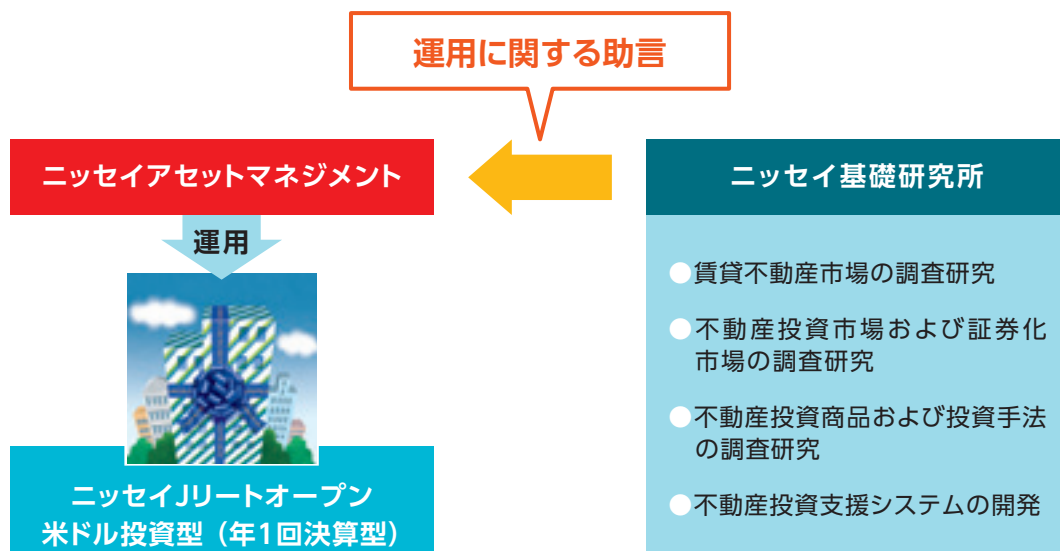 運用に関する助言
ニッセイアセットマネジメント
運用
ニッセイJリートオープン
米ドル投資型（年1回決算型）
ニッセイ基礎研究所
●賃貸不動産市場の調査研究
●不動産投資市場および証券化
市場の調査研究
●不動産投資商品および投資手法
の調査研究
●不動産投資支援システムの開発